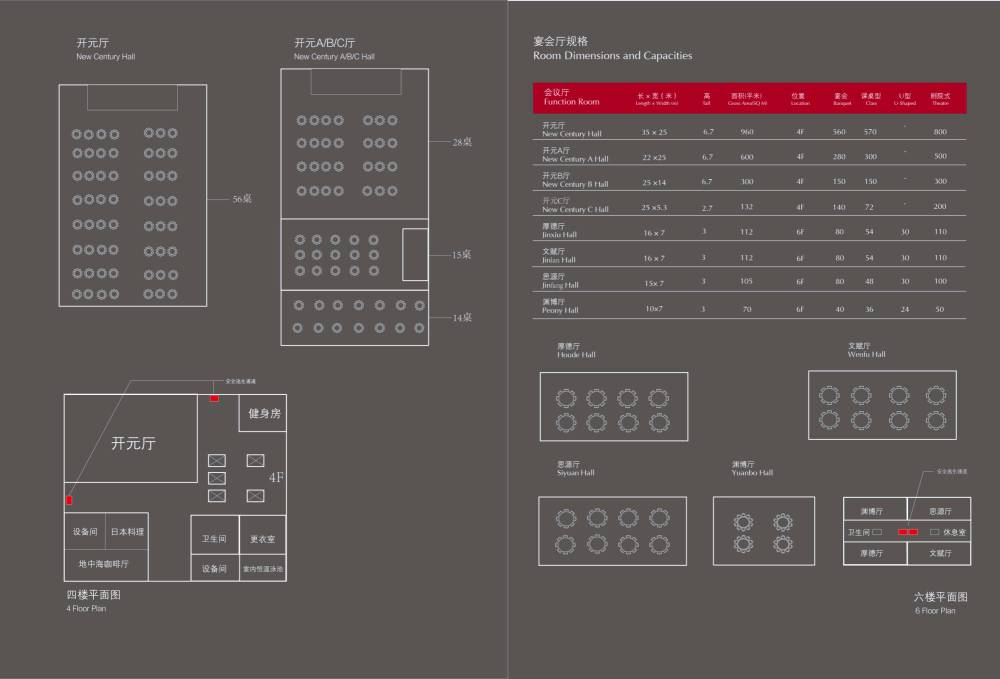 开元厅
New Century Hall
56桌
开元A/B/C厅
New Century A/B/C Hall
28桌
15桌
14桌
安全逃生通道
开元厅
健身房
4F
设备间
日本料理
地中海咖啡厅
卫生间
更衣室
设备间
室内恒温泳池
四楼平面图
4 Floor Plan
宴会厅规格
Room Dimensions and Capacities
会议厅 长 × 宽 ( 米 ) 高 面积(平米) 位置 宴会 课桌型 U型 剧院式
Function Room Length x Width (m) Tall Gross Area(SQ M) Location Banquet Class U-Shaped Theatre
开元厅
New Century Hall 35 × 25 6.7 960 4F 560 570 - 800
开元A厅
New Century A Hall 22 ×25 6.7 600 4F 280 300 - 500
开元B厅
New Century B Hall 25 ×14 6.7 300 4F 150 150 - 300
开元C厅
New Century C Hall 25 ×5.3 2.7 132 4F 140 72 - 200
厚德厅
Jinxiu Hall 16 × 7 3 112 6F 80 54 30 110
文赋厅
Jinlan Hall 16 × 7 3 112 6F 80 54 30 110
思源厅
Jinfang Hall 15× 7 3 105 6F 80 48 30 100
渊博厅
Peony Hall 10×7 3 70 6F 40 36 24 50
厚德厅
Houde Hall
文赋厅
Wenfu Hall
思源厅
Siyuan Hall
渊博厅
Yuanbo Hall
安全逃生通道
渊博厅
思源厅
卫生间
休息室
厚德厅
文赋厅
六楼平面图
6 Floor Plan